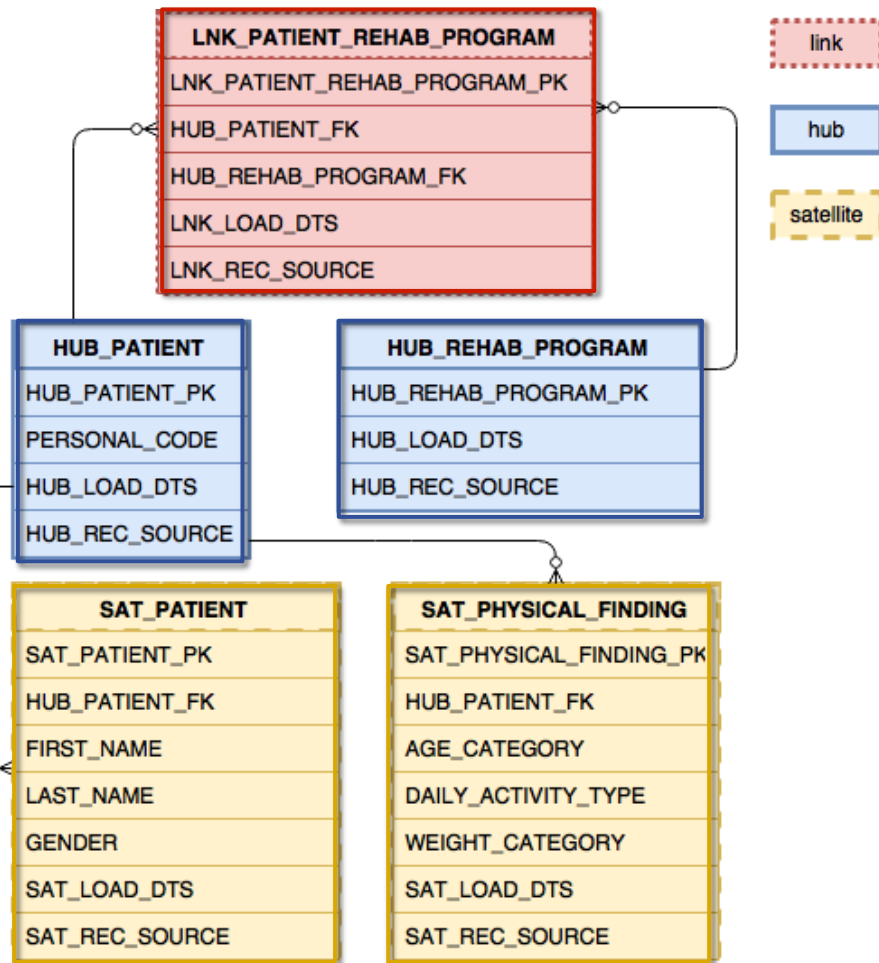 LNK_PATIENT_REHAB_PROGRAM
LNK_PATIENT_REHAB_PROGRAM_PK
HUB_PATIENT_FK
HUB_REHAB_PROGRAM_FK
LNK_LOAD_DTS
LNK_REC_SOURCE
link
hub
satellite
HUB_PATIENT
HUB_PATIENT_PK
PERSONAL_CODE
HUB_LOAD_DTS
HUB_REC_SOURCE
HUB_REHAB_PROGRAM
HUB_REHAB_PROGRAM_PK
HUB_LOAD_DTS
HUB_REC_SOURCE
SAT_PATIENT
SAT_PATIENT_PK
HUB_PATIENT_FK
FIRST_NAME
LAST_NAME
GENDER
SAT_LOAD_DTS
SAT_REC_SOURCE
SAT_PHYSICAL_FINDING
SAT_PHYSICAL_FINDING_PK
HUB_PATIENT_FK
AGE_CATEGORY
DAILY_ACTIVITY_TYPE
WEIGHT_CATEGORY
SAT_LOAD_DTS
SAT_REC_SOURCE